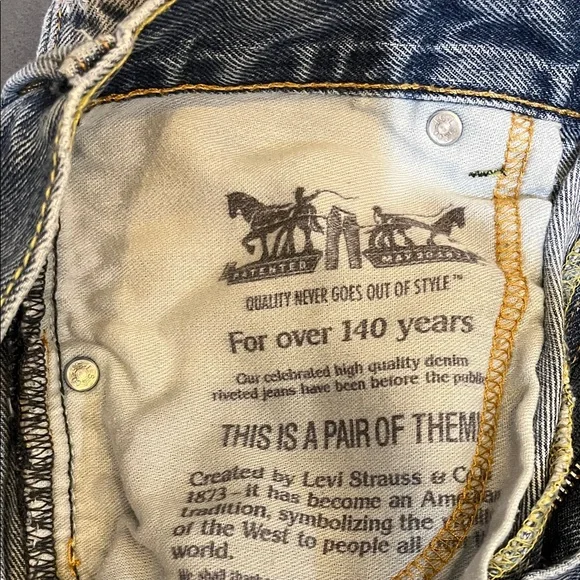 PATENTED MAY 20 1873
QUALITY NEVER GOES OUT OF STYLE™
For over 140 years
Our celebrated high quality denim
riveted jeans have been before the public
THIS IS A PAIR OF THEM!
Created by Levi Strauss & Co.
1873 - it has become an American
tradition, symbolizing the
of the West to people all
world.
We shall